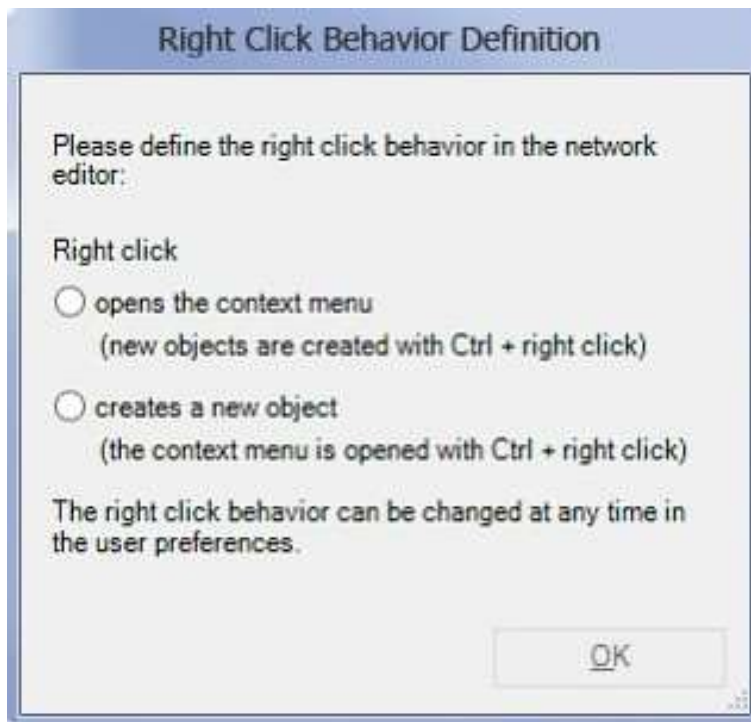 Right Click Behavior Definition
Please define the right click behavior in the network
editor:
Right click
opens the context menu
(new objects are created with Ctrl + right click)
creates a new object
(the context menu is opened with Ctrl + right click)
The right click behavior can be changed at any time in
the user preferences.
OK